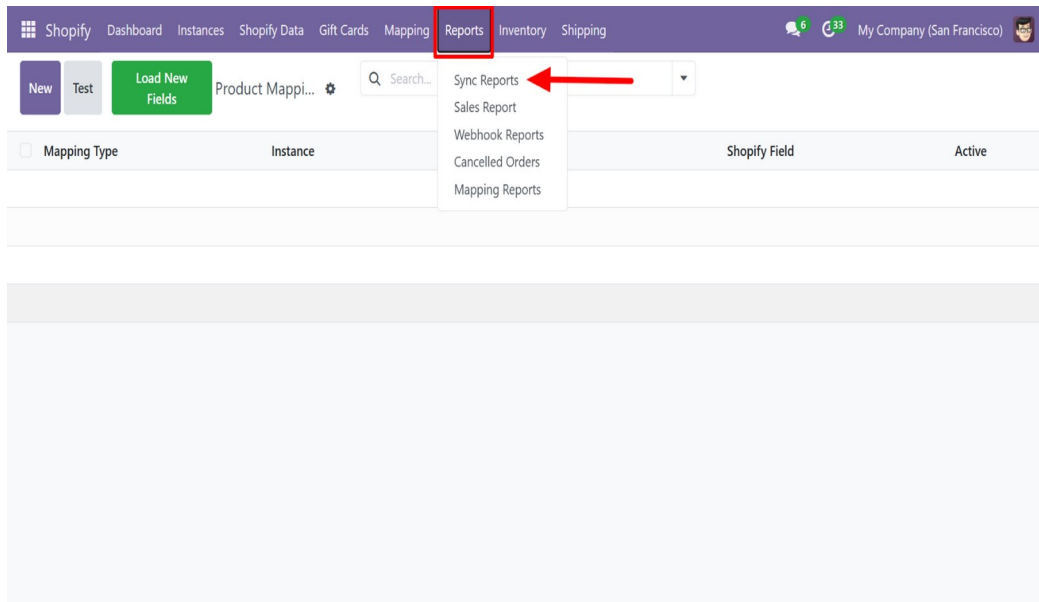 Shopify Dashboard Instances Shopify Data Gift Cards Mapping Reports Inventory Shipping 6 33 My Company (San Francisco)
New Test Load New Fields Product Mappi... Search...
Sync Reports
Sales Report
Webhook Reports
Cancelled Orders
Mapping Reports
Mapping Type Instance Shopify Field Active